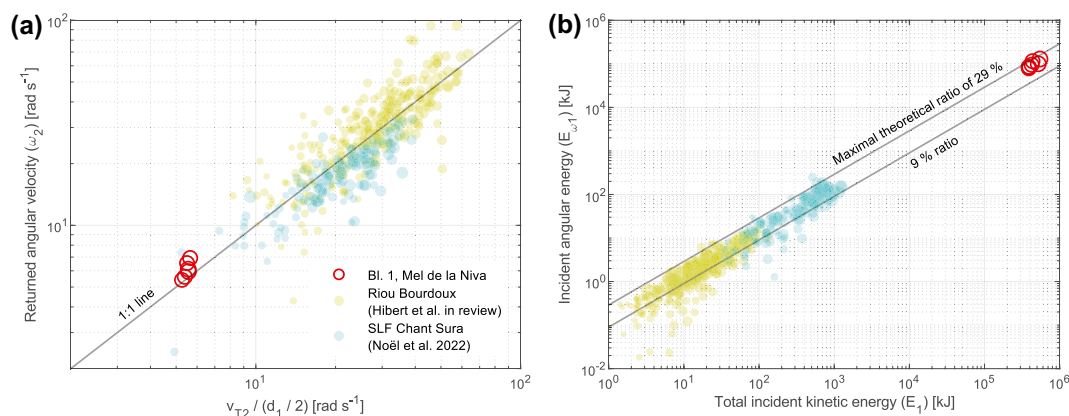 (a)
10²
10¹
Returned angular velocity (ω₂) [rad s⁻¹]
1:1 line
Bl. 1, Mel de la Niva
Riou Bourdoux
(Hibert et al. in review)
SLF Chant Sura
(Noël et al. 2022)
10¹
10²
v_T2 / (d₁ / 2) [rad s⁻¹]
(b)
10⁶
10⁴
10²
10⁰
10⁻²
Incident angular energy (E_ω1) [kJ]
Maximal theoretical ratio of 29 %
9 % ratio
10⁰
10¹
10²
10³
10⁴
10⁵
10⁶
Total incident kinetic energy (E₁) [kJ]